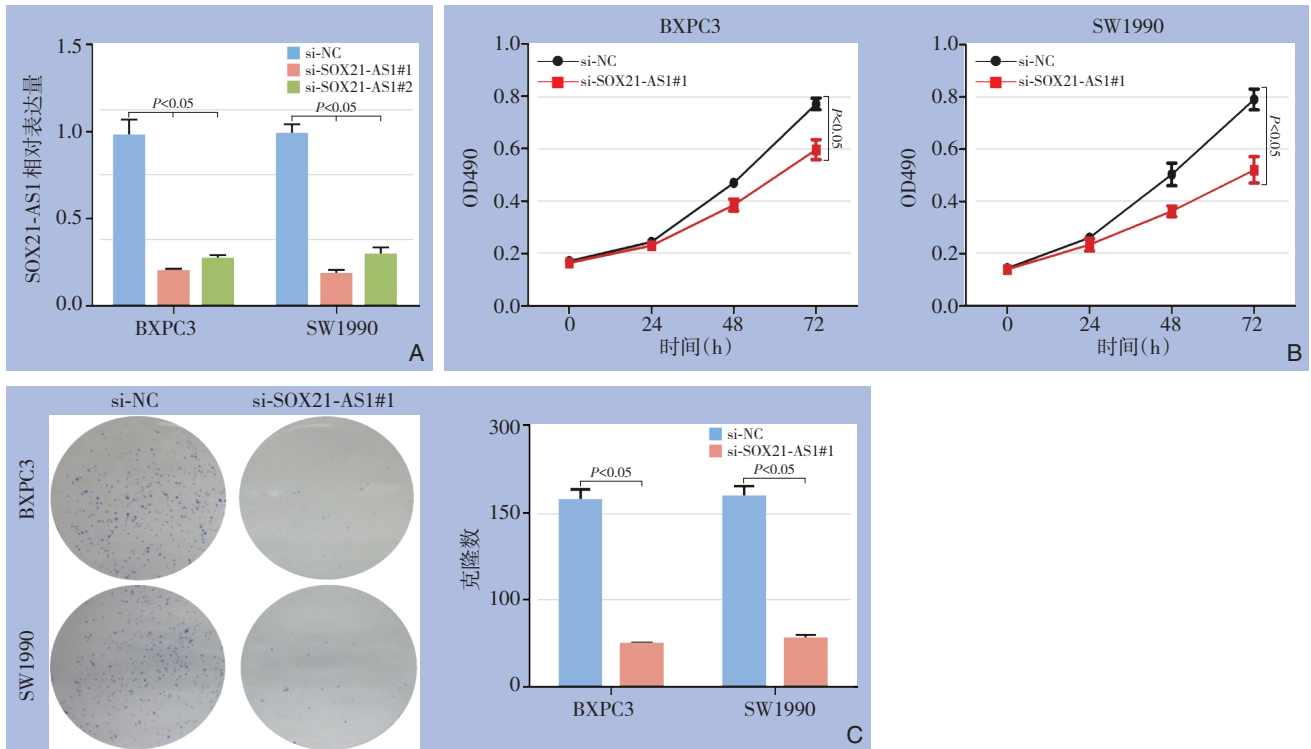 1.5
1.0
0.5
0.0
SOX21-AS1相对表达量
si-NC
si-SOX21-AS1#1
si-SOX21-AS1#2
P<0.05
P<0.05
BXPC3
SW1990
A
BXPC3
1.0
0.8
0.6
0.4
0.2
0.0
OD490
si-NC
si-SOX21-AS1#1
P<0.05
0
24
48
72
时间(h)
SW1990
1.0
0.8
0.6
0.4
0.2
0.0
OD490
si-NC
si-SOX21-AS1#1
P<0.05
0
24
48
72
时间(h)
B
si-NC
si-SOX21-AS1#1
BXPC3
SW1990
300
150
100
0
克隆数
si-NC
si-SOX21-AS1#1
P<0.05
P<0.05
BXPC3
SW1990
C